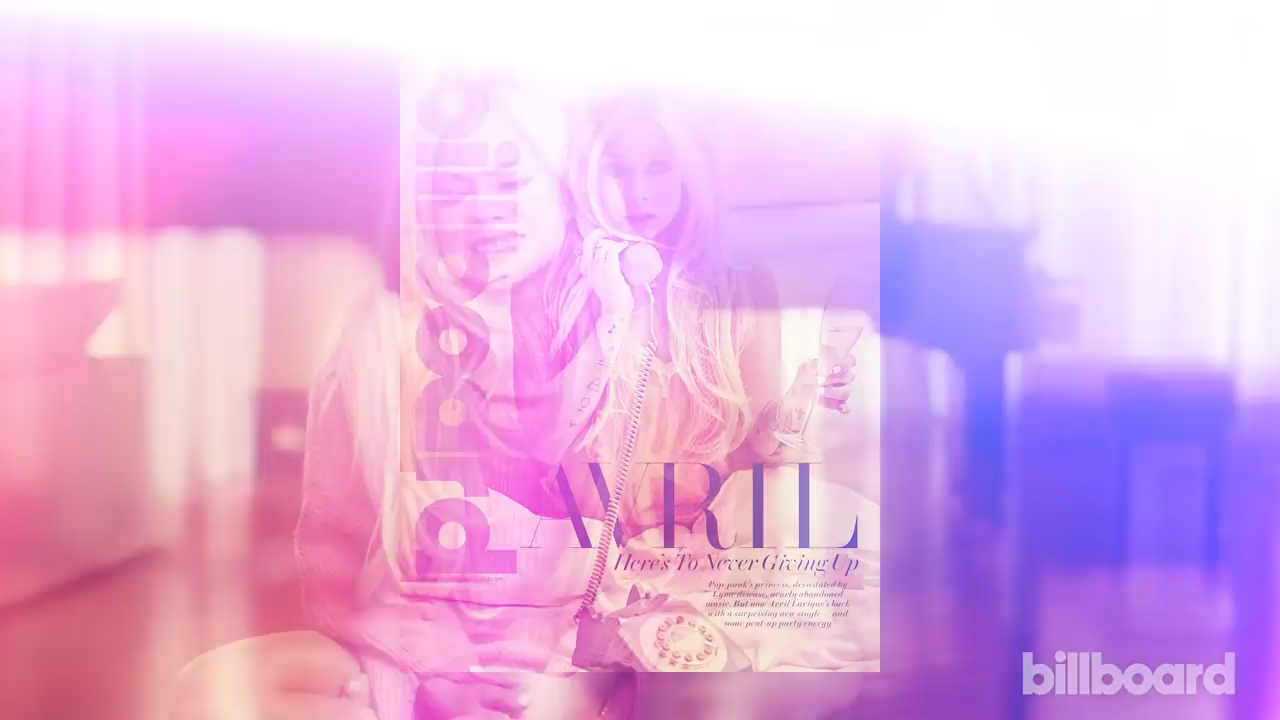 billboard
AVRIL
Here's To Never Giving Up
Pop-punk's princess, devastated by
Lyme disease, nearly abandoned
music. But now Avril Lavigne's back
with a surprising new single — and
some pent-up party energy
billboard